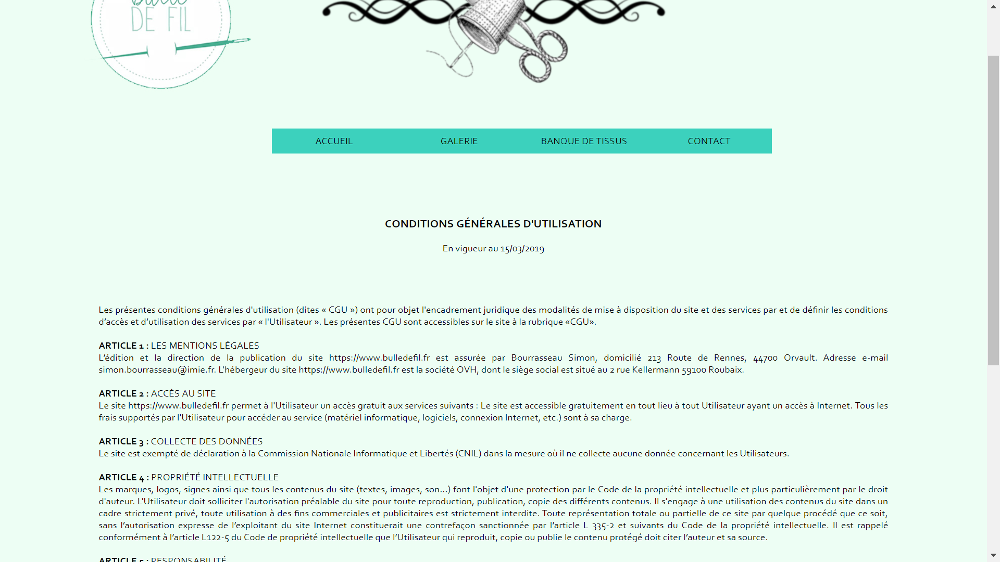 DE FIL
ACCUEIL GALERIE BANQUE DE TISSUS CONTACT
CONDITIONS GÉNÉRALES D'UTILISATION
En vigueur au 15/03/2019
Les présentes conditions générales d'utilisation (dites « CGU ») ont pour objet l'encadrement juridique des modalités de mise à disposition du site et des services par et de définir les conditions
d’accès et d’utilisation des services par « l'Utilisateur ». Les présentes CGU sont accessibles sur le site à la rubrique «CGU».
ARTICLE 1 : LES MENTIONS LÉGALES
L’édition et la direction de la publication du site https://www.bulledefil.fr est assurée par Bourrasseau Simon, domicilié 213 Route de Rennes, 44700 Orvault. Adresse e-mail
simon.bourrasseau@imie.fr. L'hébergeur du site https://www.bulledefil.fr est la société OVH, dont le siège social est situé au 2 rue Kellermann 59100 Roubaix.
ARTICLE 2 : ACCÈS AU SITE
Le site https://www.bulledefil.fr permet à l'Utilisateur un accès gratuit aux services suivants : Le site est accessible gratuitement en tout lieu à tout Utilisateur ayant un accès à Internet. Tous les
frais supportés par l'Utilisateur pour accéder au service (matériel informatique, logiciels, connexion Internet, etc.) sont à sa charge.
ARTICLE 3 : COLLECTE DES DONNÉES
Le site est exempté de déclaration à la Commission Nationale Informatique et Libertés (CNIL) dans la mesure où il ne collecte aucune donnée concernant les Utilisateurs.
ARTICLE 4 : PROPRIÉTÉ INTELLECTUELLE
Les marques, logos, signes ainsi que tous les contenus du site (textes, images, son...) font l'objet d'une protection par le Code de la propriété intellectuelle et plus particulièrement par le droit
d'auteur. L'Utilisateur doit solliciter l'autorisation préalable du site pour toute reproduction, publication, copie des différents contenus. Il s'engage à une utilisation des contenus du site dans un
cadre strictement privé, toute utilisation à des fins commerciales et publicitaires est strictement interdite. Toute représentation totale ou partielle de ce site par quelque procédé que ce soit,
sans l’autorisation expresse de l’exploitant du site Internet constituerait une contrefaçon sanctionnée par l’article L 335-2 et suivants du Code de la propriété intellectuelle. Il est rappelé
conformément à l’article L122-5 du Code de propriété intellectuelle que l’Utilisateur qui reproduit, copie ou publie le contenu protégé doit citer l’auteur et sa source.
ARTICLE 5 : RESPONSABILITÉ